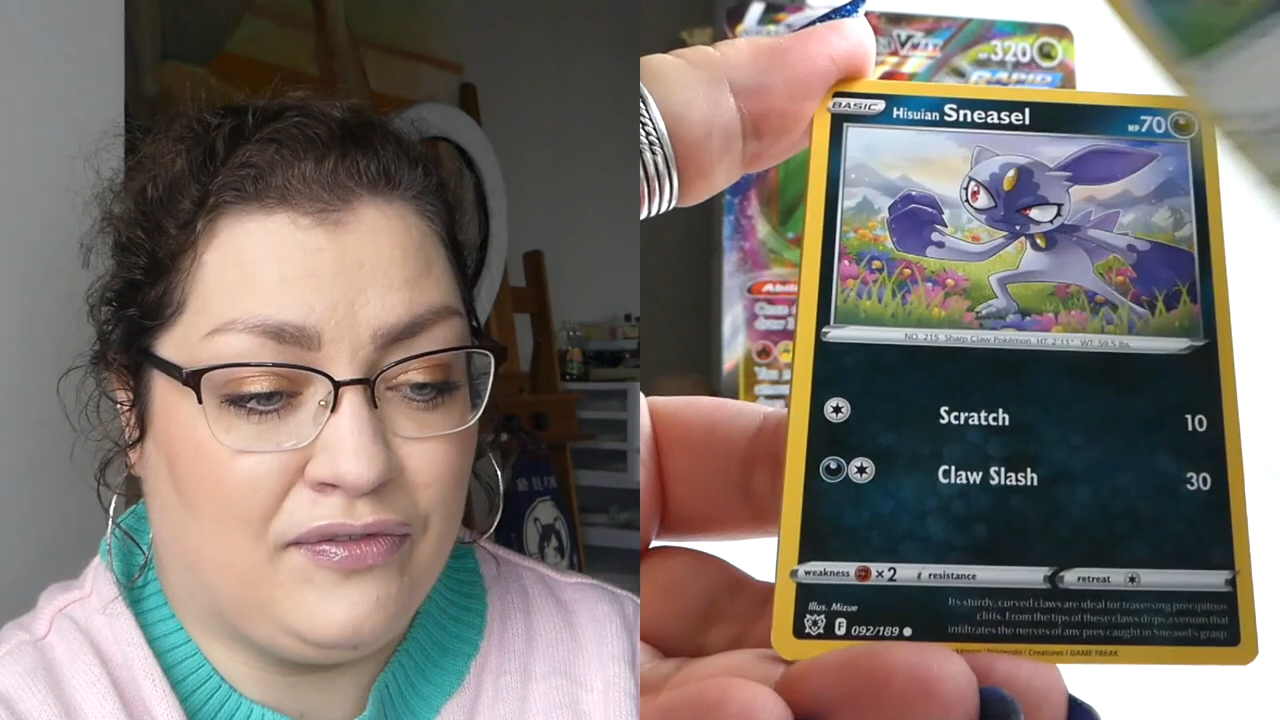 V
HP320
RAPID
BASIC
Hisuian Sneasel
HP70
NO. 215 Sharp Claw Pokémon HT: 2'11" WT: 59.5 lbs.
Abili
Scratch 10
Claw Slash 30
weakness ×2 resistance retreat
Illus. Mizue
F 092/189
Its sturdy, curved claws are ideal for traversing precipitous
cliffs. From the tips of these claws drips a venom that
infiltrates the nerves of any prey caught in Sneasel's grasp.
Nintendo / Creatures / GAME FREAK